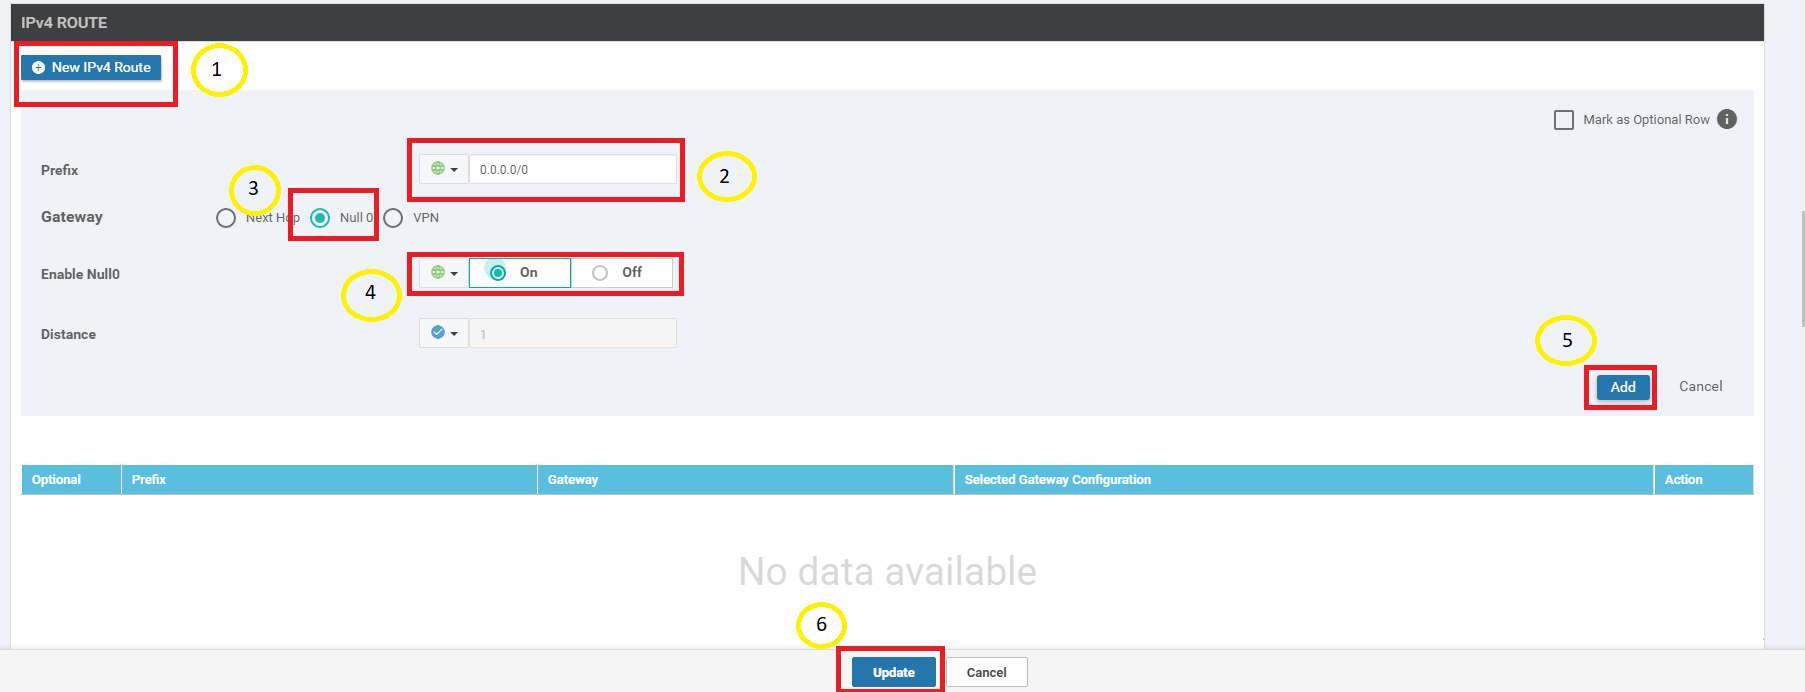 IPv4 ROUTE
New IPv4 Route
1
Mark as Optional Row i
Prefix
0.0.0.0/0
2
3
Gateway
Next Hop
Null 0
VPN
Enable Null0
On
Off
4
Distance
1
5
Add
Cancel
Optional Prefix Gateway Selected Gateway Configuration Action
No data available
6
Update
Cancel